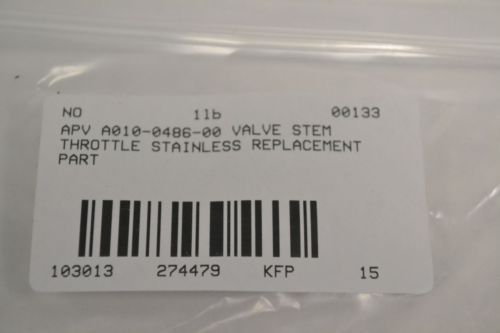 NO 1lb 00133
APV A010-0486-00 VALVE STEM
THROTTLE STAINLESS REPLACEMENT
PART
103013 274479 KFP 15